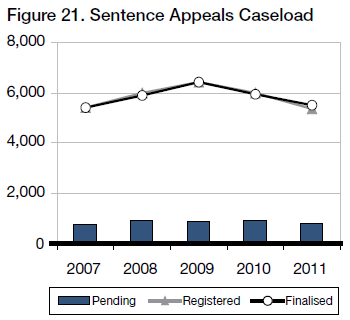 Figure 21. Sentence Appeals Caseload
8,000
6,000
4,000
2,000
0
2007 2008 2009 2010 2011
Pending Registered Finalised